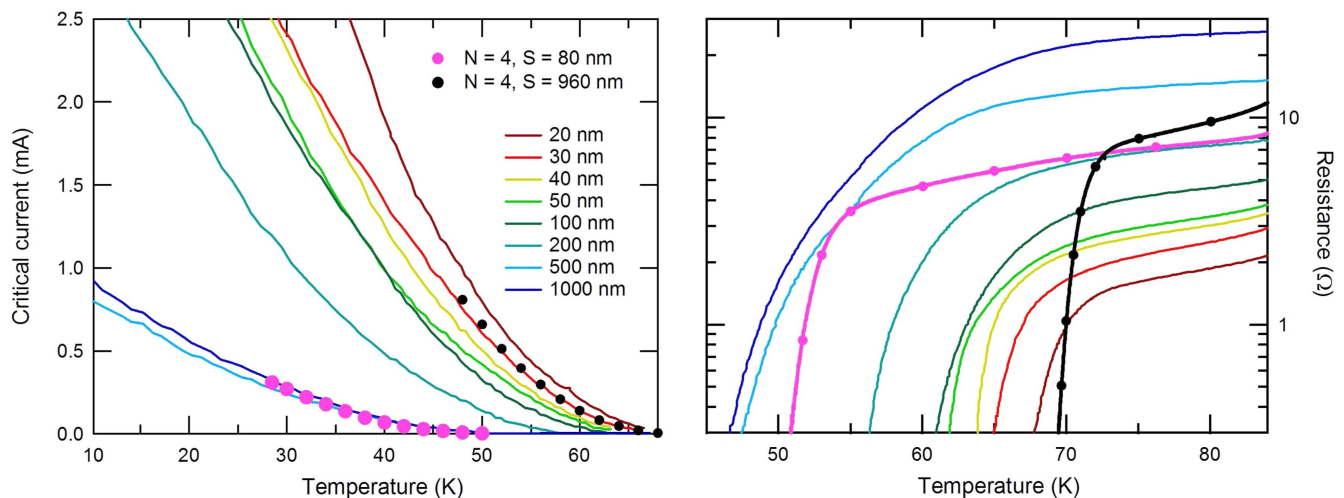 2.5
2.0
1.5
1.0
0.5
0.0
Critical current (mA)
N = 4, S = 80 nm
N = 4, S = 960 nm
20 nm
30 nm
40 nm
50 nm
100 nm
200 nm
500 nm
1000 nm
10 20 30 40 50 60
Temperature (K)
10
1
Resistance (Ω)
50 60 70 80
Temperature (K)